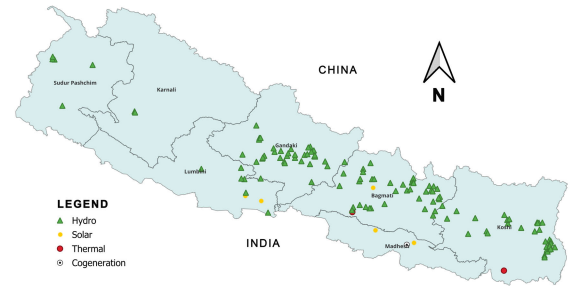 CHINA
N
Sudur Pashchim
Karnali
Gandaki
Lumbini
Bagmati
Koshi
Madhesh
INDIA
LEGEND
Hydro
Solar
Thermal
Cogeneration